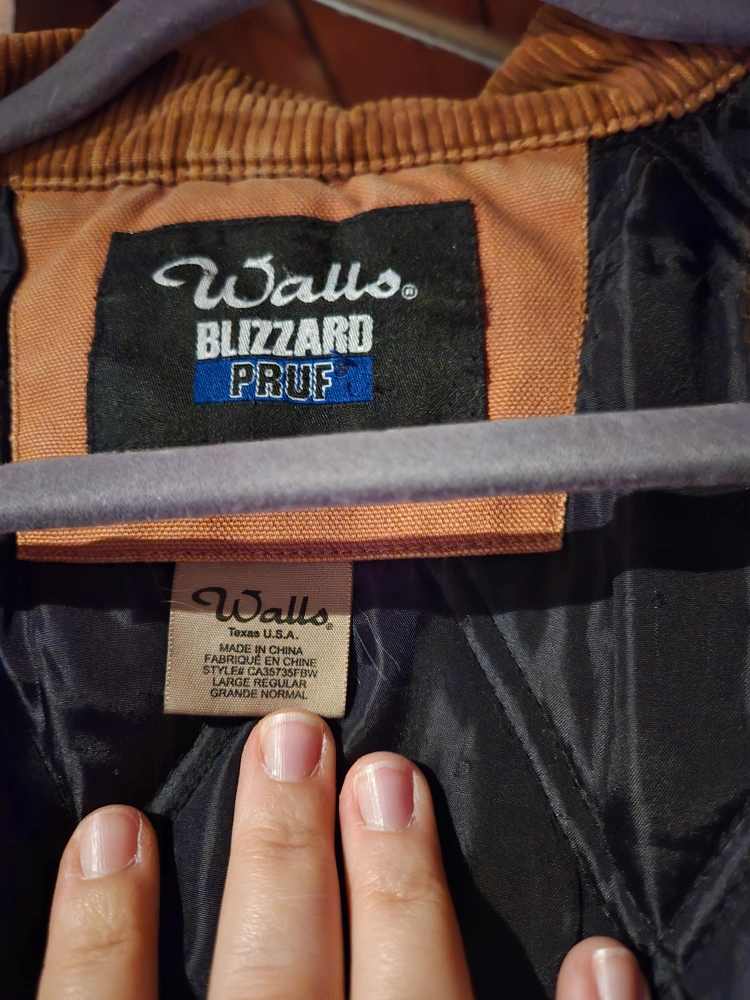 Walls®
BLIZZARD
PRUF
Walls®
Texas U.S.A.
MADE IN CHINA
FABRIQUÉ EN CHINE
STYLE# CA35735FBW
LARGE REGULAR
GRANDE NORMAL